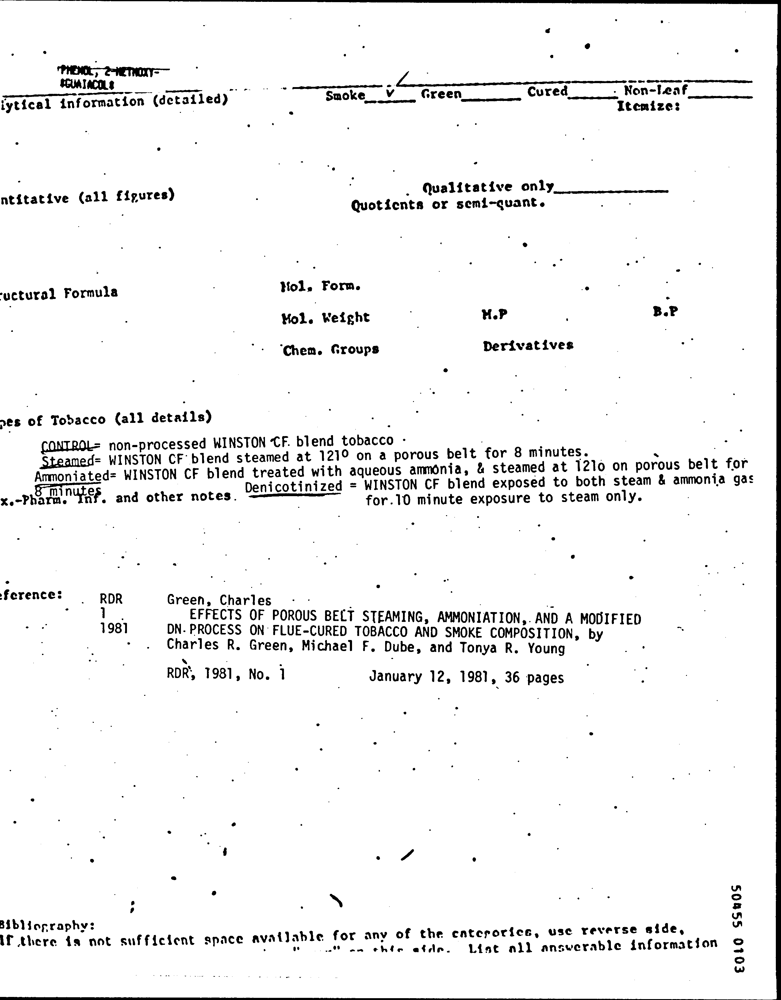 PHENOL, 2-METHOXY-
$GUAIACOL$
lytical information (detailed) Smoke √ Green Cured Non-Leaf
Itemize:
ntitative (all figures) Qualitative only
Quotients or semi-quant.
ructural Formula Mol. Form.
Mol. Weight M.P B.P
Chem. Groups Derivatives
pes of Tobacco (all details)
CONTROL= non-processed WINSTON CF. blend tobacco
Steamed= WINSTON CF blend steamed at 121° on a porous belt for 8 minutes.
Ammoniated= WINSTON CF blend treated with aqueous ammonia, & steamed at 121° on porous belt for
8 minutes. Denicotinized = WINSTON CF blend exposed to both steam & ammonia gas
x.-Pharm. Inf. and other notes. for 10 minute exposure to steam only.
eference: RDR Green, Charles
1 EFFECTS OF POROUS BELT STEAMING, AMMONIATION, AND A MODIFIED
1981 DN PROCESS ON FLUE-CURED TOBACCO AND SMOKE COMPOSITION, by
Charles R. Green, Michael F. Dube, and Tonya R. Young
RDR, 1981, No. 1 January 12, 1981, 36 pages
Bibliography:
If there is not sufficient space available for any of the categories, use reverse side,
on this side. List all answerable information
50855 0103